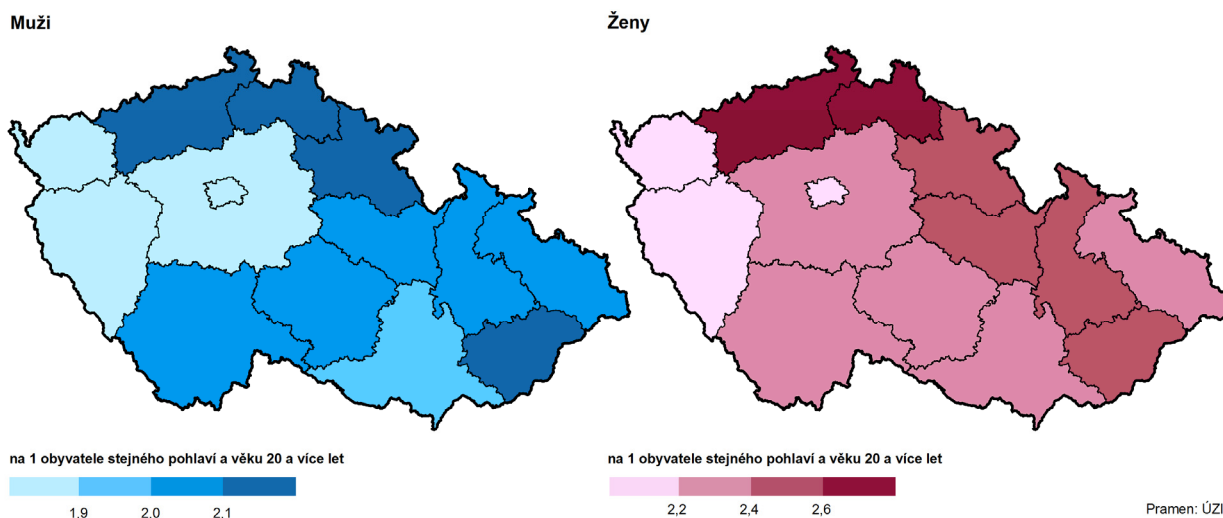 Muži
Ženy
na 1 obyvatele stejného pohlaví a věku 20 a více let
1.9 2.0 2.1
na 1 obyvatele stejného pohlaví a věku 20 a více let
2,2 2,4 2,6
Pramen: ÚZI